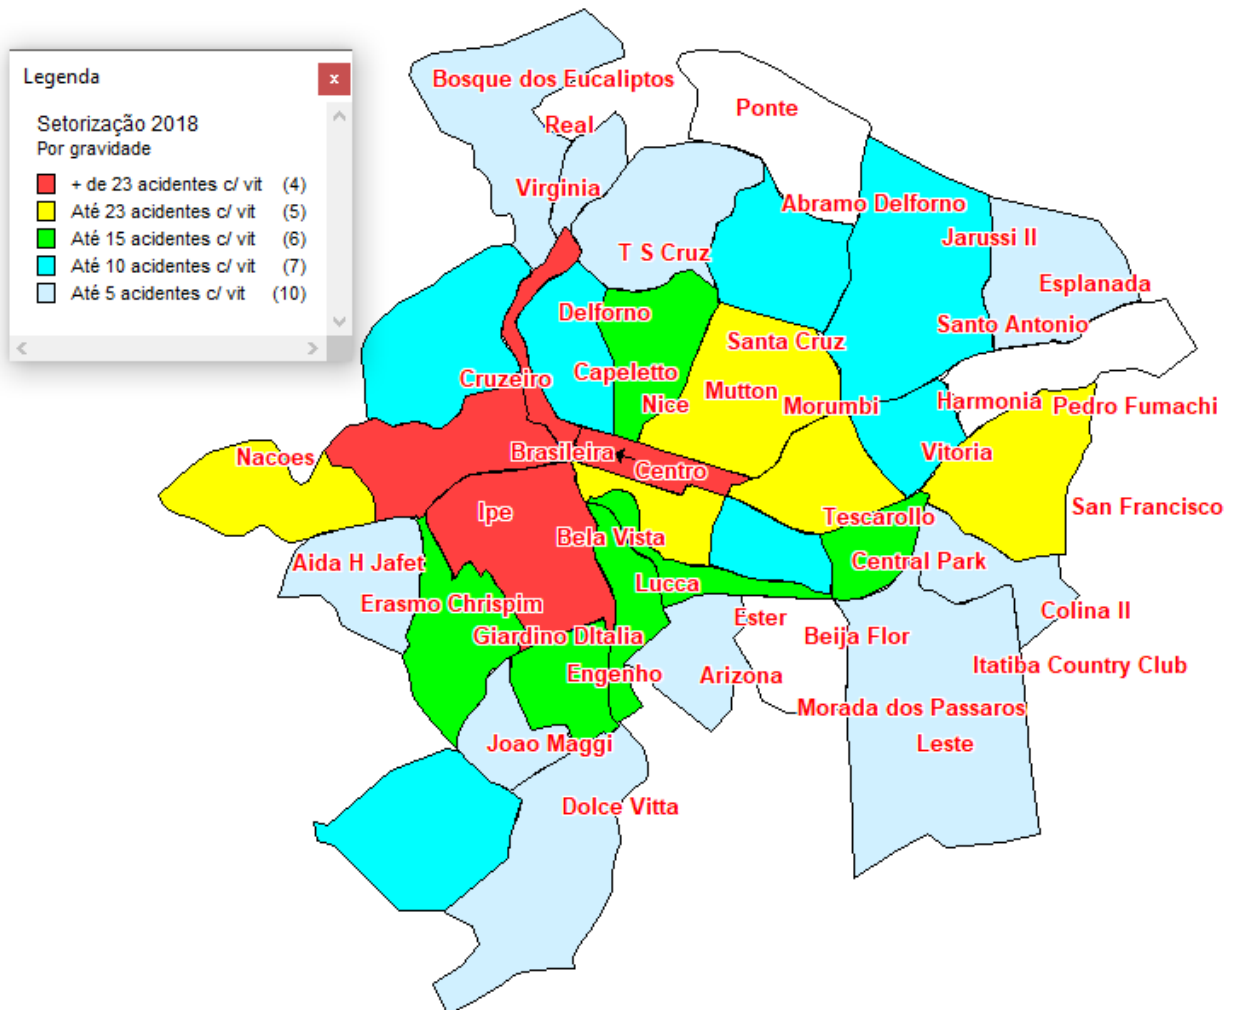 Legenda
x
Setorização 2018
Por gravidade
+ de 23 acidentes c/ vit (4)
Até 23 acidentes c/ vit (5)
Até 15 acidentes c/ vit (6)
Até 10 acidentes c/ vit (7)
Até 5 acidentes c/ vit (10)
Bosque dos Eucaliptos
Ponte
Real
Virginia
Abramo Delforno
Jarussi II
T S Cruz
Esplanada
Delforno
Santo Antonio
Santa Cruz
Capeletto
Cruzeiro
Mutton
Nice
Morumbi
Harmonia
Pedro Fumachi
Brasileira
Vitoria
Nacoes
Centro
Ipe
San Francisco
Tescarollo
Bela Vista
Aida H Jafet
Central Park
Lucca
Erasmo Chrispim
Colina II
Ester
Giardino DItalia
Beija Flor
Itatiba Country Club
Engenho
Arizona
Morada dos Passaros
Joao Maggi
Leste
Dolce Vitta